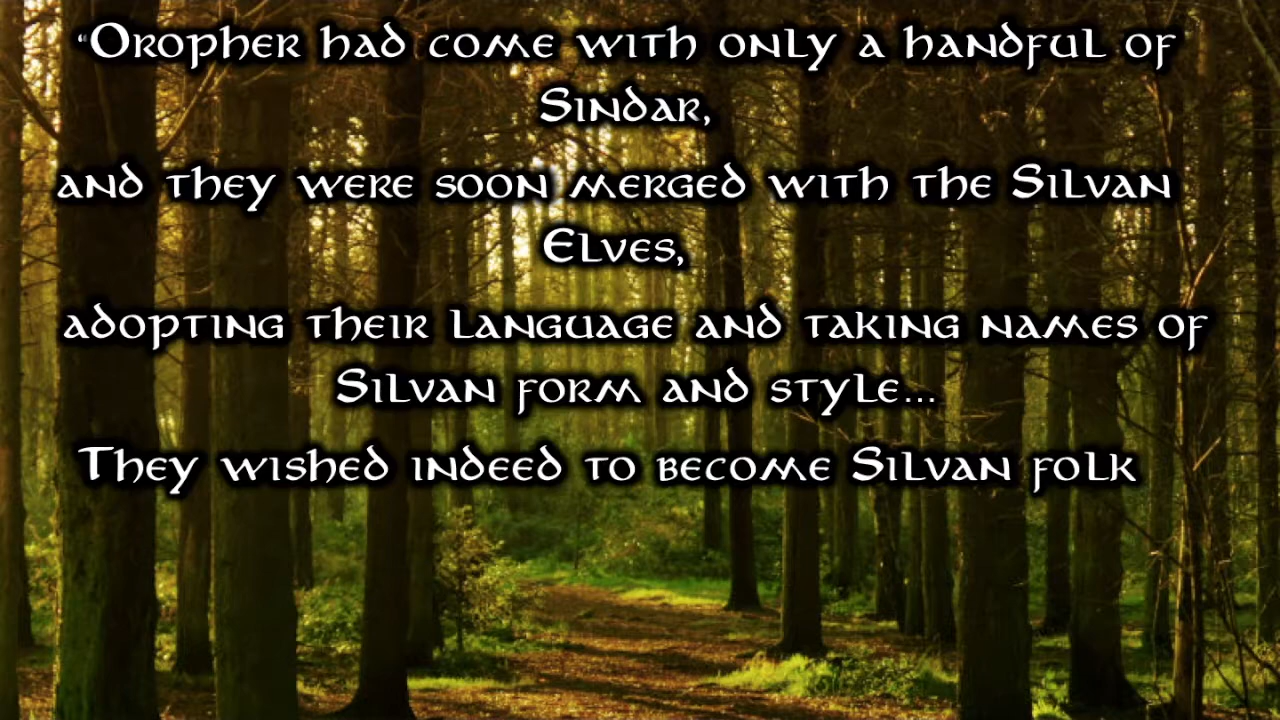 “Oropher had come with only a handful of
Sindar,
and they were soon merged with the Silvan
Elves,
adopting their language and taking names of
Silvan form and style...
They wished indeed to become Silvan folk